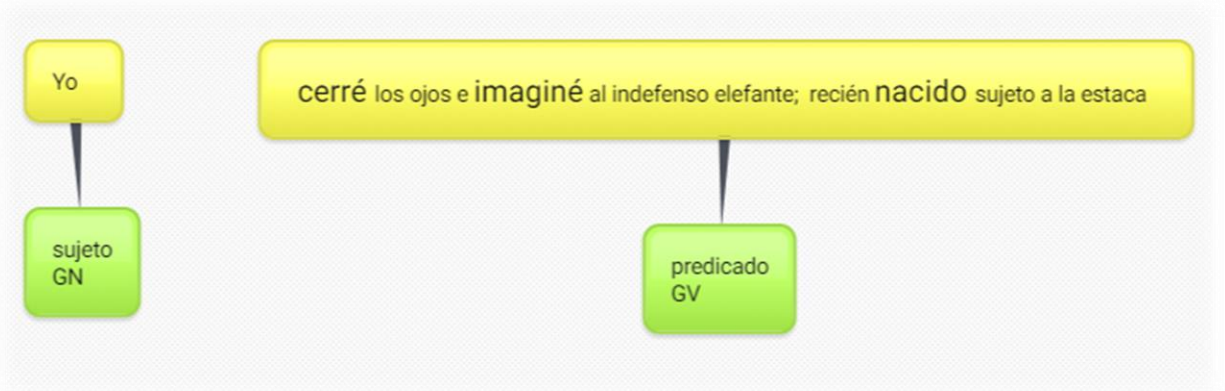 Yo
cerré los ojos e imaginé al indefenso elefante; recién nacido sujeto a la estaca
sujeto
GN
predicado
GV